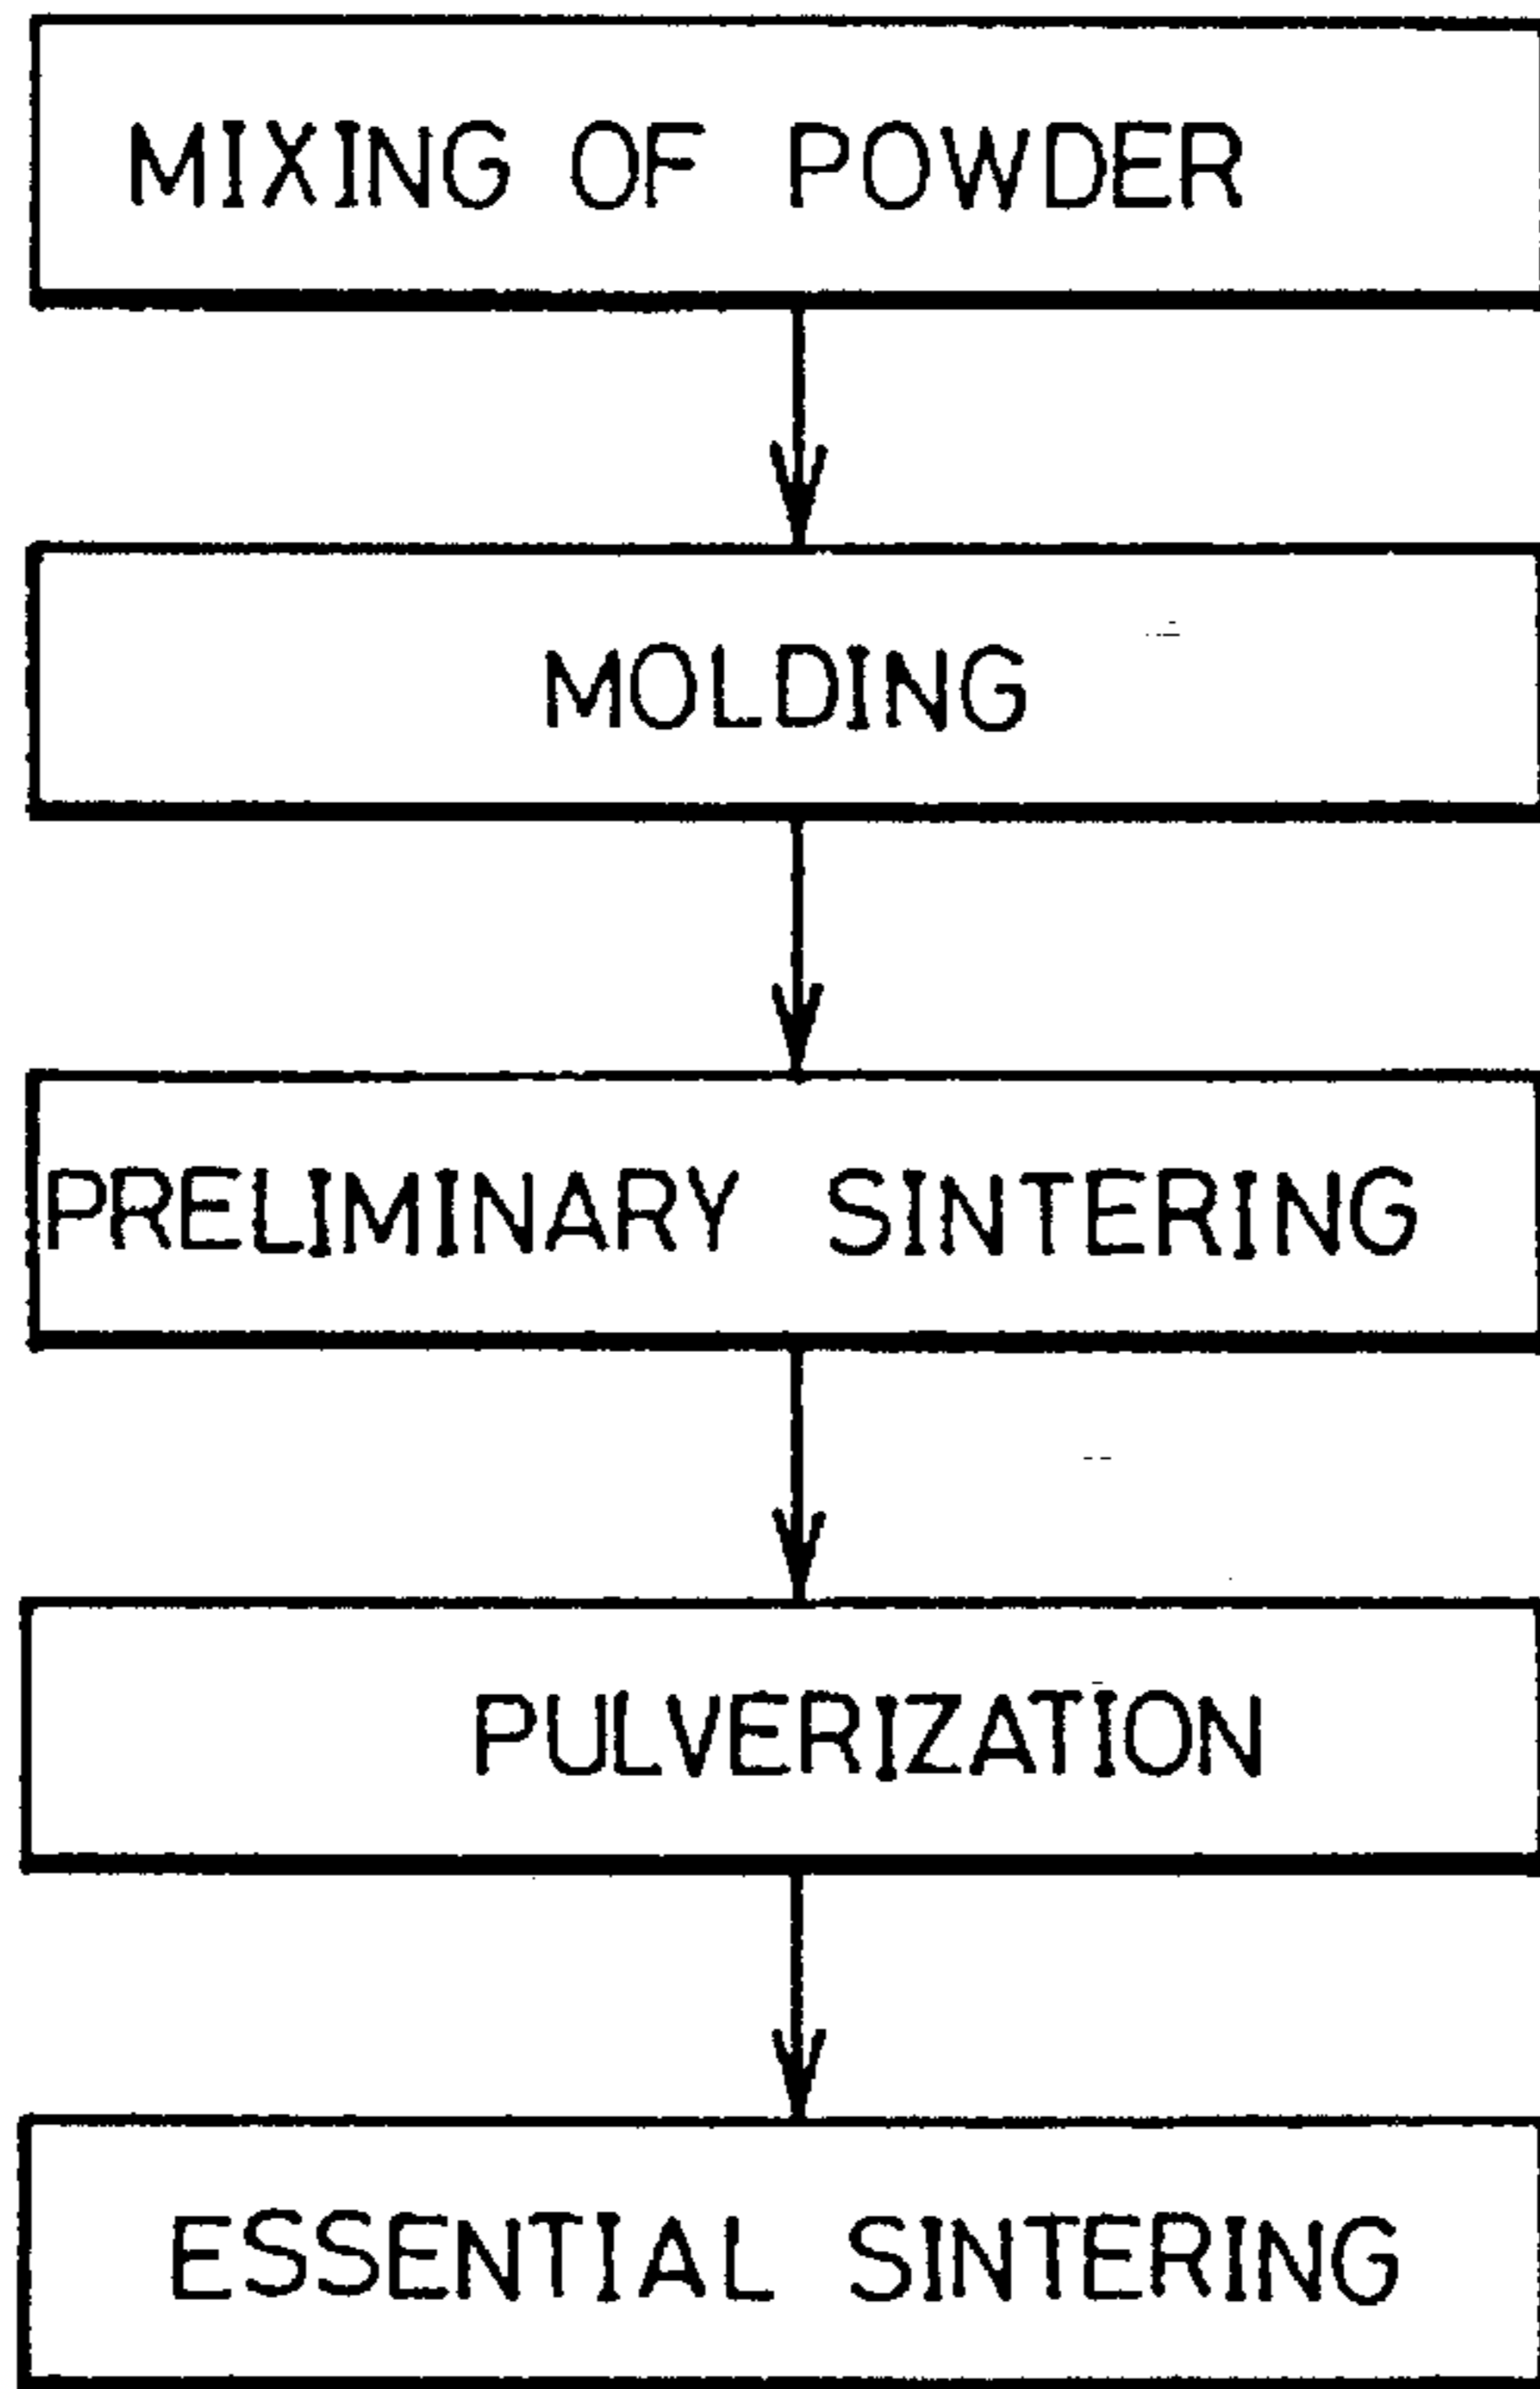 MIXING OF POWDER
MOLDING
PRELIMINARY SINTERING
PULVERIZATION
ESSENTIAL SINTERING